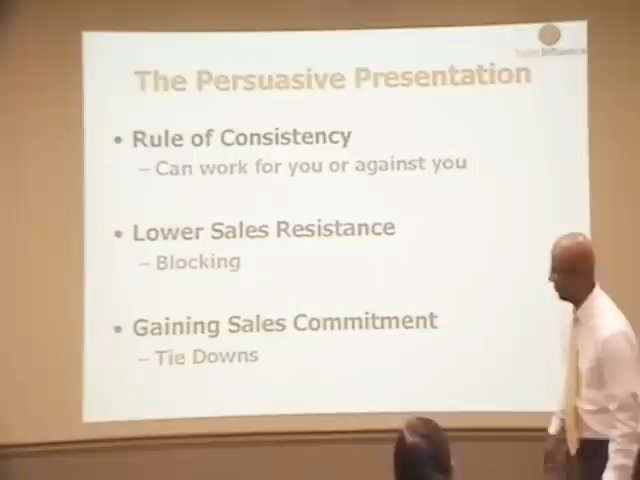 The Persuasive Presentation
• Rule of Consistency
– Can work for you or against you
• Lower Sales Resistance
– Blocking
• Gaining Sales Commitment
– Tie Downs